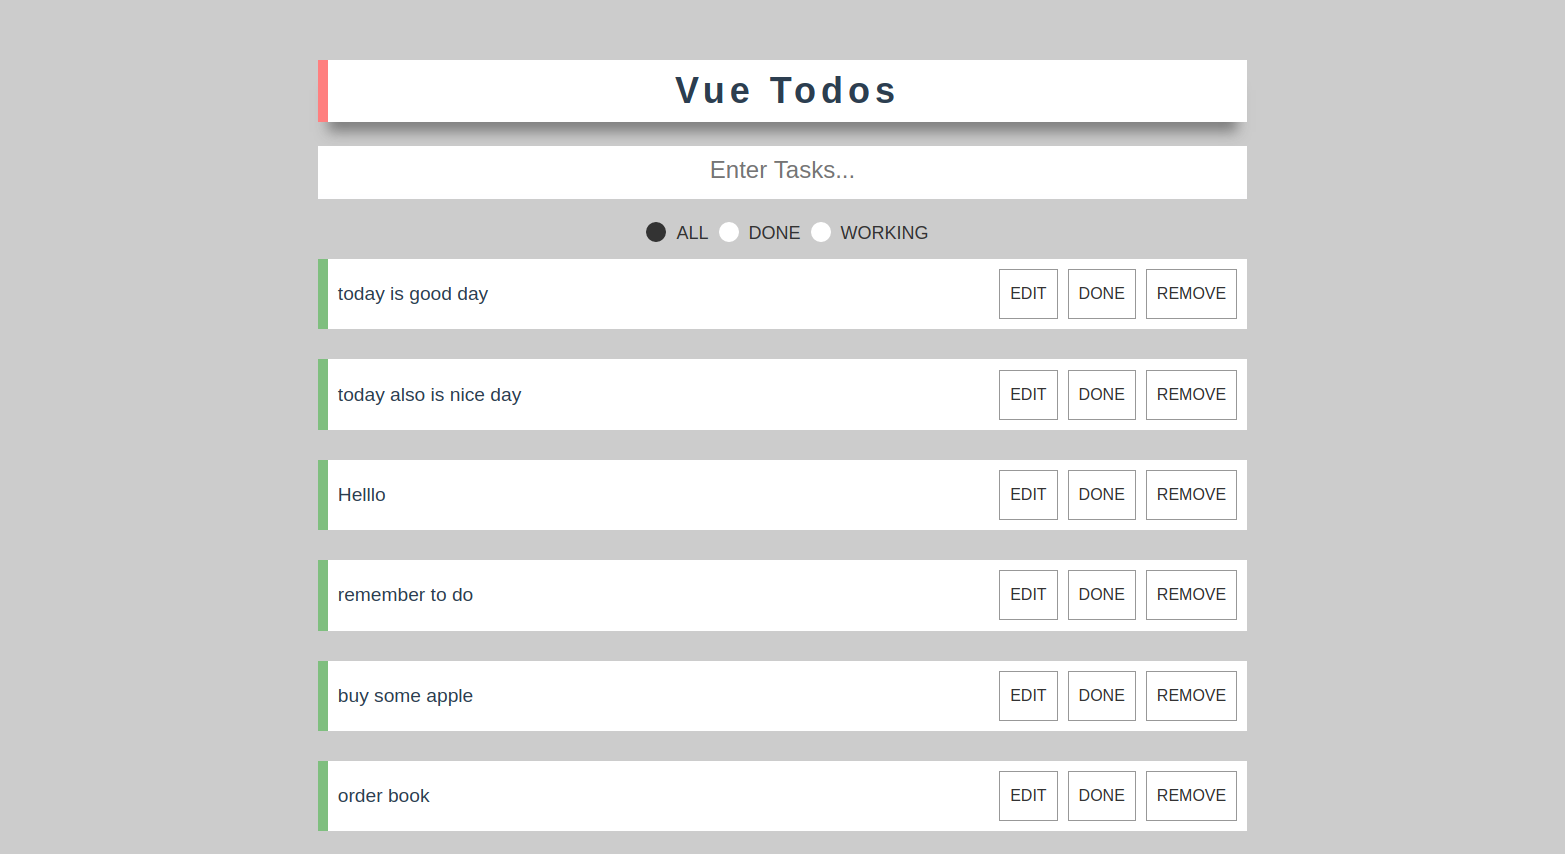 Vue Todos
Enter Tasks...
ALL DONE WORKING
today is good day EDIT DONE REMOVE
today also is nice day EDIT DONE REMOVE
Helllo EDIT DONE REMOVE
remember to do EDIT DONE REMOVE
buy some apple EDIT DONE REMOVE
order book EDIT DONE REMOVE